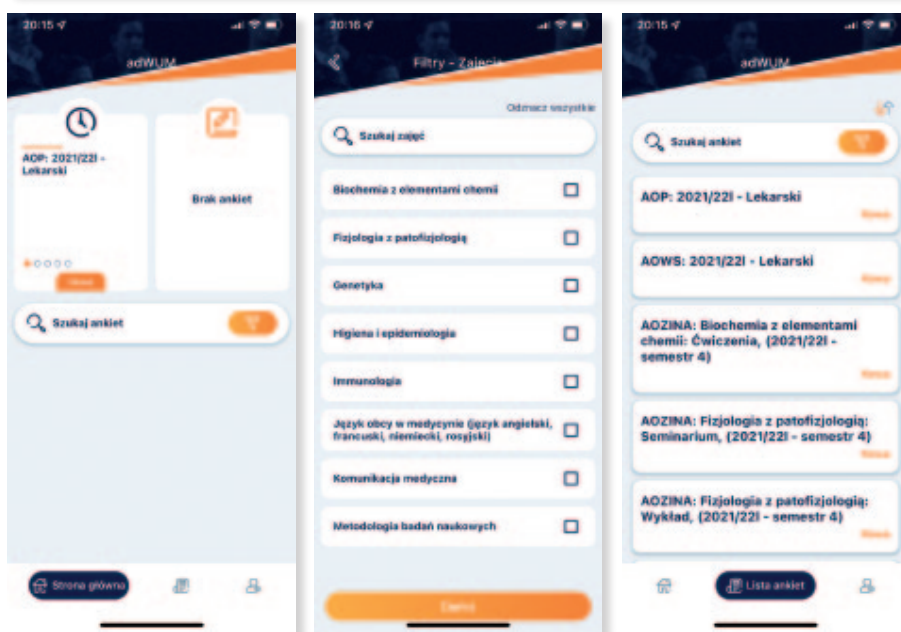 20:15
adWUM
AOP: 2021/22l -
Lekarski
Brak ankiet
Szukaj ankiet
Strona główna
20:16
Filtry - Zajęcia
Odznacz wszystkie
Szukaj zajęć
Biochemia z elementami chemii
Fizjologia z patofizjologią
Genetyka
Higiena i epidemiologia
Immunologia
Język obcy w medycynie (język angielski,
francuski, niemiecki, rosyjski)
Komunikacja medyczna
Metodologia badań naukowych
20:15
adWUM
Szukaj ankiet
AOP: 2021/22l - Lekarski
AOWS: 2021/22l - Lekarski
AOZINA: Biochemia z elementami
chemii: Ćwiczenia, (2021/22l -
semestr 4)
AOZINA: Fizjologia z patofizjologią:
Seminarium, (2021/22l - semestr 4)
AOZINA: Fizjologia z patofizjologią:
Wykład, (2021/22l - semestr 4)
Lista ankiet